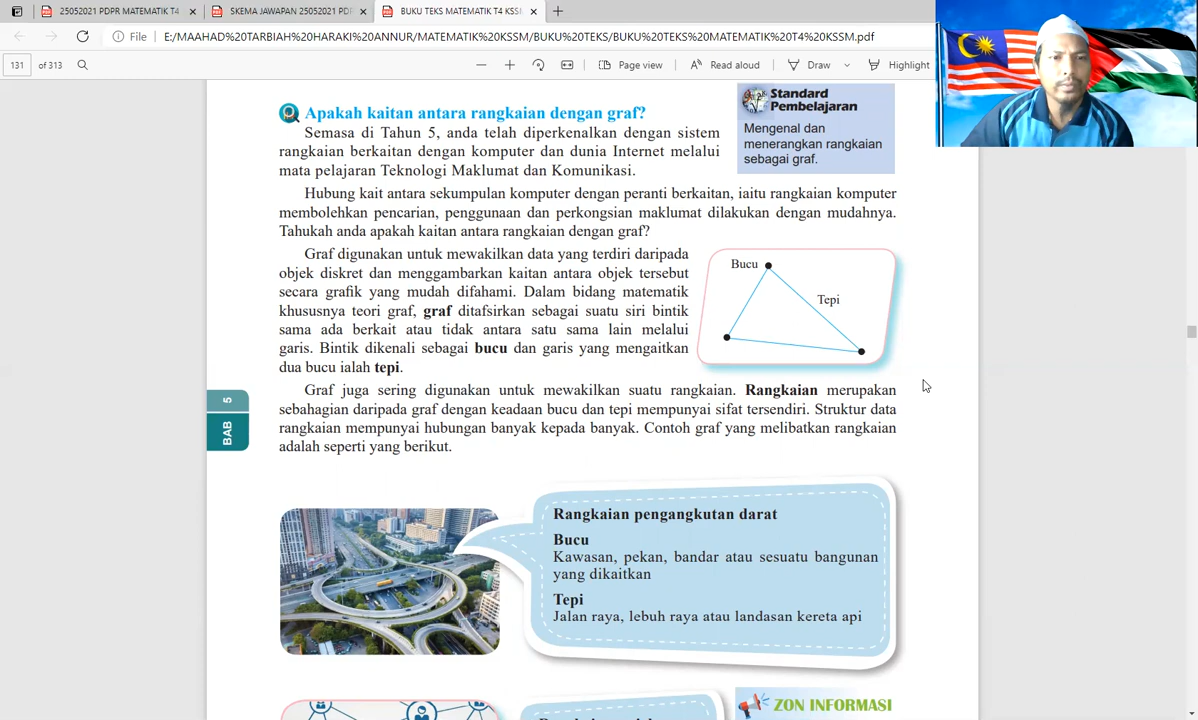 25052021 PDPR MATEMATIK T4
SKEMA JAWAPAN 25052021 PDP
BUKU TEKS MATEMATIK T4 KSS
File
E:/MAAHAD%20TARBIAH%20HARAKI%20ANNUR/MATEMATIK%20KSSM/BUKU%20TEKS/BUKU%20TEKS%20MATEMATIK%20T4%20KSSM.pdf
131 of 313
Page view
Read aloud
Draw
Highlight
Apakah kaitan antara rangkaian dengan graf?
Semasa di Tahun 5, anda telah diperkenalkan dengan sistem
rangkaian berkaitan dengan komputer dan dunia Internet melalui
mata pelajaran Teknologi Maklumat dan Komunikasi.
Standard
Pembelajaran
Mengenal dan
menerangkan rangkaian
sebagai graf.
Hubung kait antara sekumpulan komputer dengan peranti berkaitan, iaitu rangkaian komputer
membolehkan pencarian, penggunaan dan perkongsian maklumat dilakukan dengan mudahnya.
Tahukah anda apakah kaitan antara rangkaian dengan graf?
Graf digunakan untuk mewakilkan data yang terdiri daripada
objek diskret dan menggambarkan kaitan antara objek tersebut
secara grafik yang mudah difahami. Dalam bidang matematik
khususnya teori graf, graf ditafsirkan sebagai suatu siri bintik
sama ada berkait atau tidak antara satu sama lain melalui
garis. Bintik dikenali sebagai bucu dan garis yang mengaitkan
dua bucu ialah tepi.
Bucu
Tepi
Graf juga sering digunakan untuk mewakilkan suatu rangkaian. Rangkaian merupakan
sebahagian daripada graf dengan keadaan bucu dan tepi mempunyai sifat tersendiri. Struktur data
rangkaian mempunyai hubungan banyak kepada banyak. Contoh graf yang melibatkan rangkaian
adalah seperti yang berikut.
BAB 5
Rangkaian pengangkutan darat
Bucu
Kawasan, pekan, bandar atau sesuatu bangunan
yang dikaitkan
Tepi
Jalan raya, lebuh raya atau landasan kereta api
ZON INFORMASI